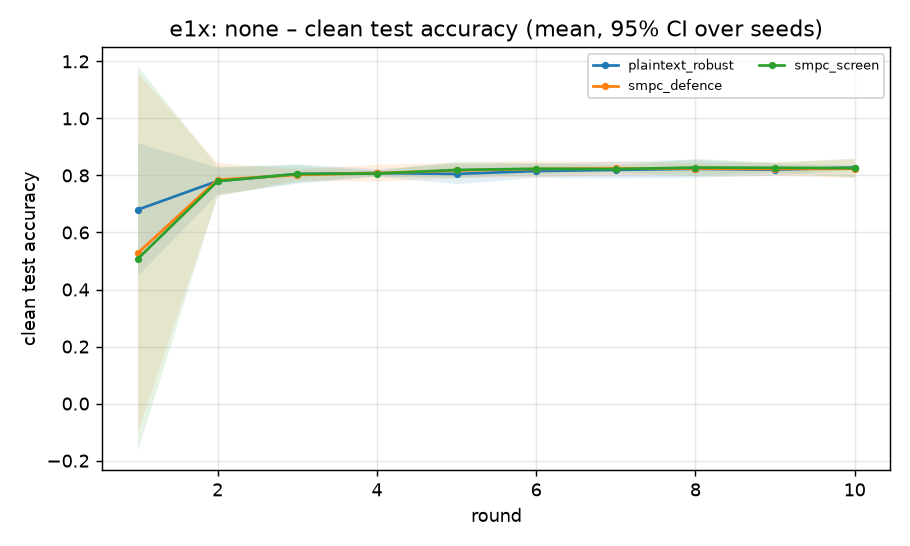 e1x: none – clean test accuracy (mean, 95% CI over seeds)
plaintext_robust
smpc_defence
smpc_screen
clean test accuracy
1.2
1.0
0.8
0.6
0.4
0.2
0.0
−0.2
2 4 6 8 10
round